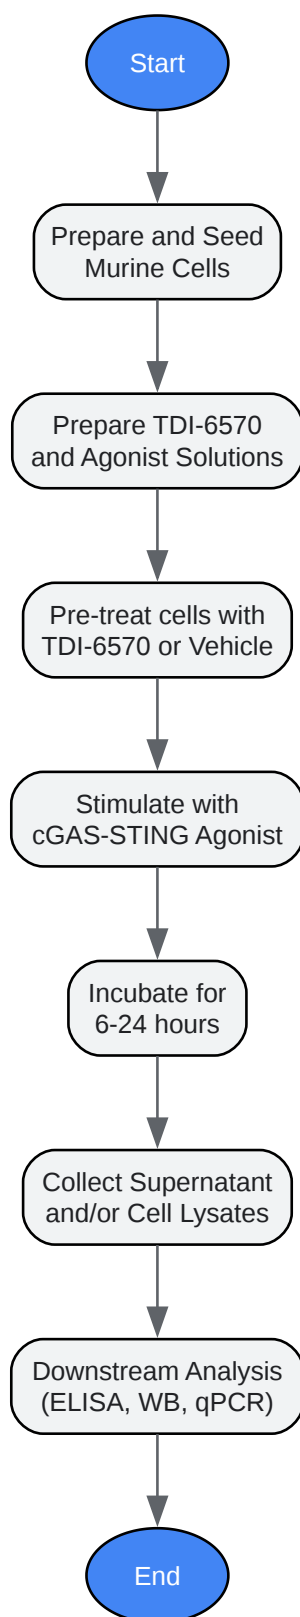 Start
Prepare and Seed
Murine Cells
Prepare TDI-6570
and Agonist Solutions
Pre-treat cells with
TDI-6570 or Vehicle
Stimulate with
cGAS-STING Agonist
Incubate for
6-24 hours
Collect Supernatant
and/or Cell Lysates
Downstream Analysis
(ELISA, WB, qPCR)
End